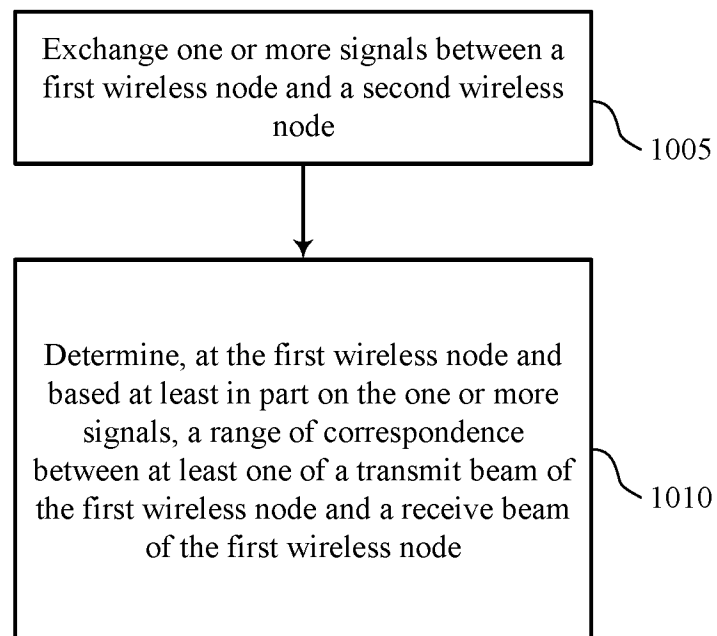 Exchange one or more signals between a
first wireless node and a second wireless
node
1005
Determine, at the first wireless node and
based at least in part on the one or more
signals, a range of correspondence
between at least one of a transmit beam of
the first wireless node and a receive beam
of the first wireless node
1010